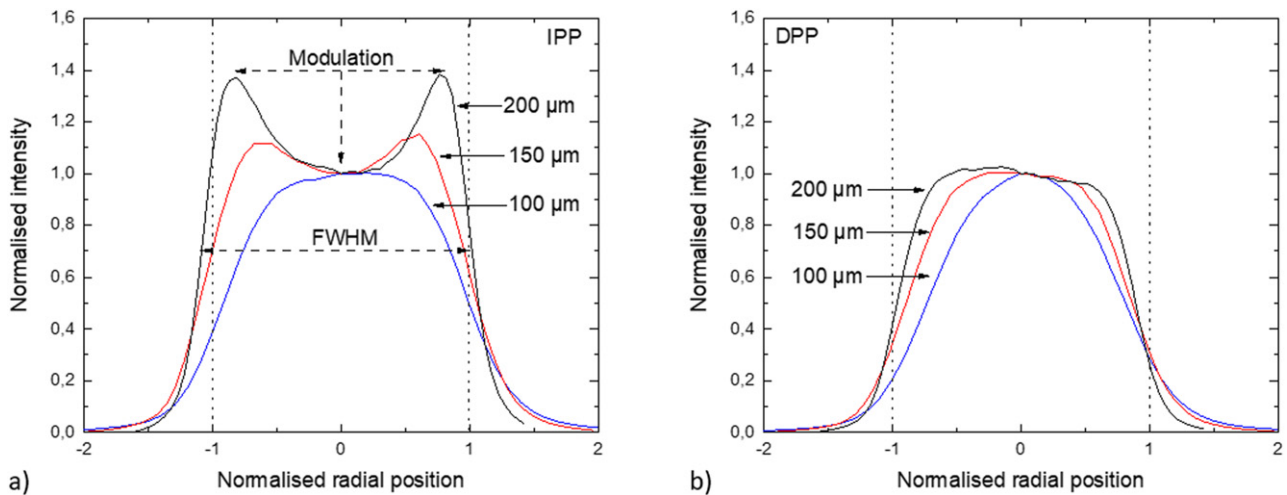 IPP
Modulation
200 µm
150 µm
100 µm
FWHM
1,6
1,4
1,2
1,0
0,8
0,6
0,4
0,2
0,0
-2
-1
0
1
2
Normalised intensity
Normalised radial position
a)
DPP
200 µm
150 µm
100 µm
1,6
1,4
1,2
1,0
0,8
0,6
0,4
0,2
0,0
-2
-1
0
1
2
Normalised intensity
Normalised radial position
b)